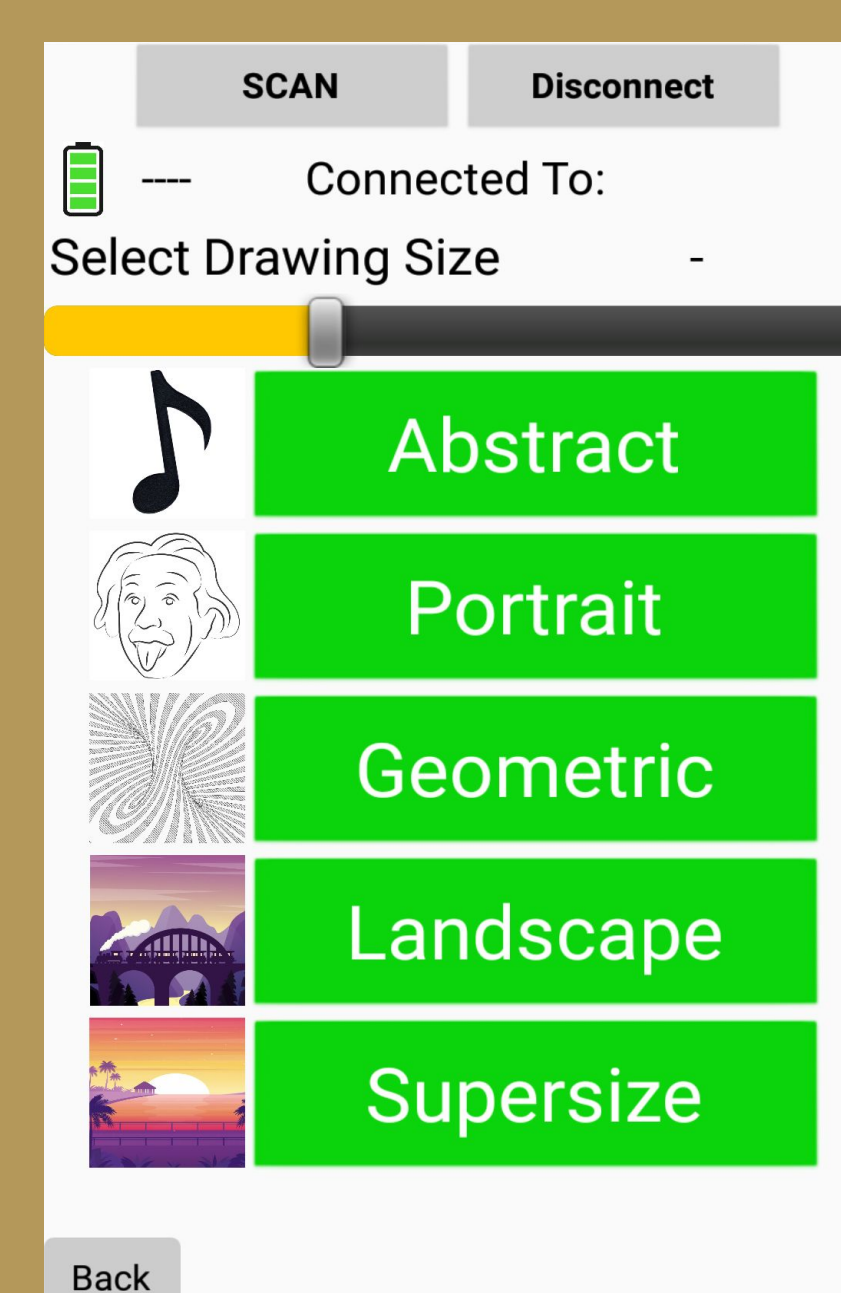 SCAN Disconnect
---- Connected To:
Select Drawing Size -
Abstract
Portrait
Geometric
Landscape
Supersize
Back